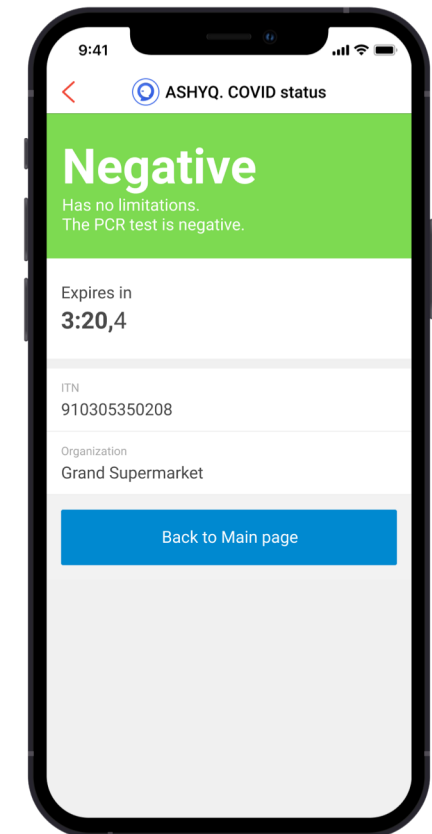 9:41
ASHYQ. COVID status
Negative
Has no limitations.
The PCR test is negative.
Expires in
3:20,4
ITN
910305350208
Organization
Grand Supermarket
Back to Main page